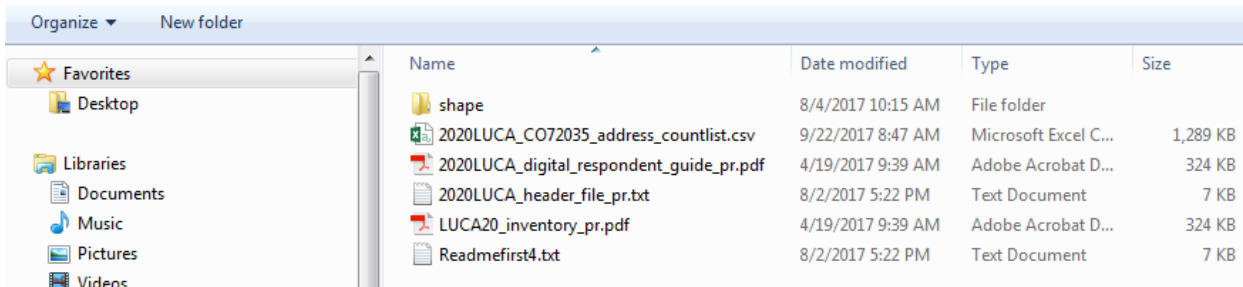 Organize New folder
Favorites
Desktop
Libraries
Documents
Music
Pictures
Videos
Name Date modified Type Size
shape 8/4/2017 10:15 AM File folder
2020LUCA_CO72035_address_countlist.csv 9/22/2017 8:47 AM Microsoft Excel C... 1,289 KB
2020LUCA_digital_respondent_guide_pr.pdf 4/19/2017 9:39 AM Adobe Acrobat D... 324 KB
2020LUCA_header_file_pr.txt 8/2/2017 5:22 PM Text Document 7 KB
LUCA20_inventory_pr.pdf 4/19/2017 9:39 AM Adobe Acrobat D... 324 KB
Readmefirst4.txt 8/2/2017 5:22 PM Text Document 7 KB